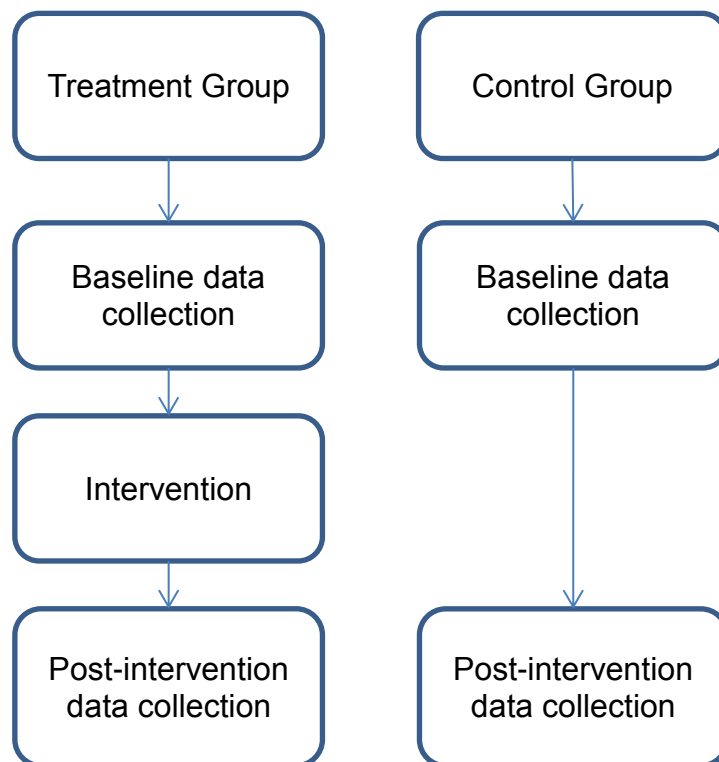 Treatment Group
Control Group
Baseline data
collection
Baseline data
collection
Intervention
Post-intervention
data collection
Post-intervention
data collection